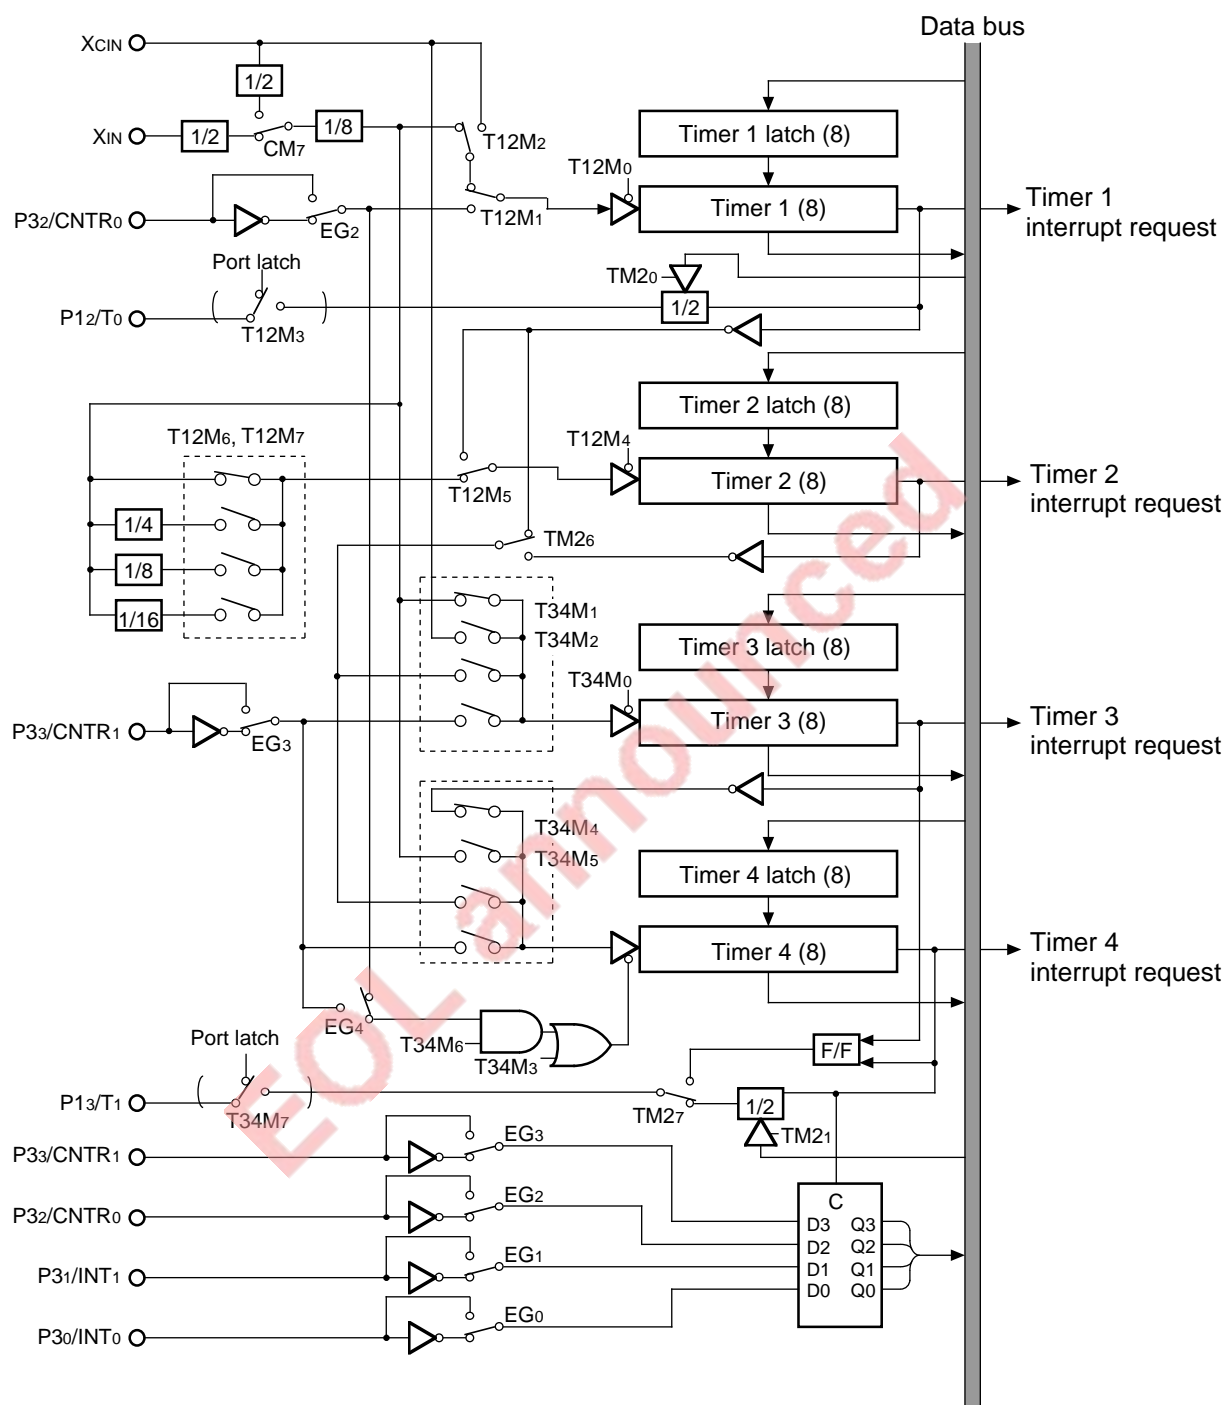 Data bus
XCIN
1/2
Timer 1 latch (8)
XIN
1/2
CM7
1/8
T12M2
T12M0
Timer 1 (8)
Timer 1
interrupt request
P32/CNTR0
EG2
T12M1
Port latch
TM20
P12/T0
T12M3
1/2
Timer 2 latch (8)
T12M6, T12M7
T12M4
T12M5
Timer 2 (8)
Timer 2
interrupt request
1/4
TM26
1/8
1/16
T34M1
T34M2
Timer 3 latch (8)
T34M0
P33/CNTR1
EG3
Timer 3 (8)
Timer 3
interrupt request
T34M4
T34M5
Timer 4 latch (8)
Timer 4 (8)
Timer 4
interrupt request
EG4
T34M6
T34M3
Port latch
F/F
P13/T1
T34M7
TM27
1/2
TM21
P33/CNTR1
EG3
C
P32/CNTR0
EG2
D3 Q3
D2 Q2
P31/INT1
EG1
D1 Q1
D0 Q0
P30/INT0
EG0
EOL announced